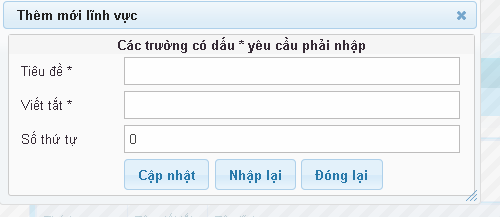 Thêm mới lĩnh vực
Các trường có dấu * yêu cầu phải nhập
Tiêu đề *
Viết tắt *
Số thứ tự 0
Cập nhật Nhập lại Đóng lại